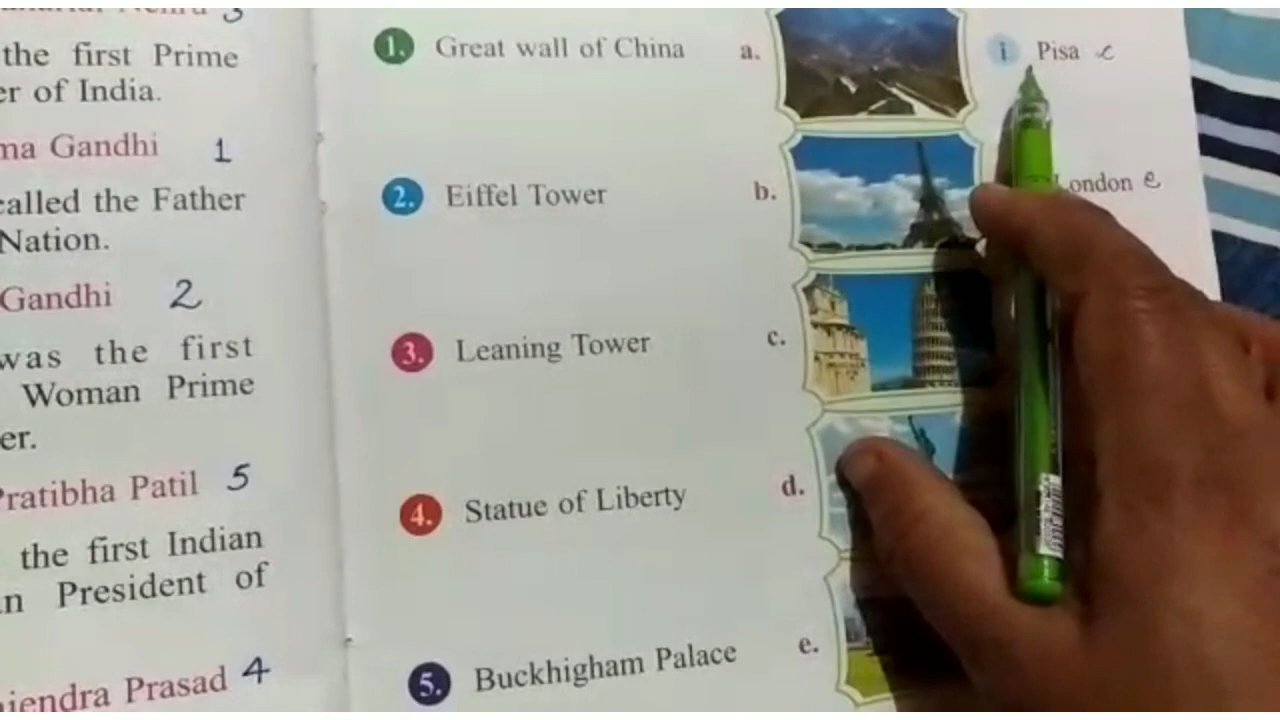 3
the first Prime
er of India.
ma Gandhi 1
called the Father
Nation.
Gandhi 2
was the first
Woman Prime
er.
Pratibha Patil 5
the first Indian
n President of
jendra Prasad 4
1. Great wall of China a. i Pisa c
2. Eiffel Tower b. London e
3. Leaning Tower c.
4. Statue of Liberty d.
5. Buckhigham Palace e.